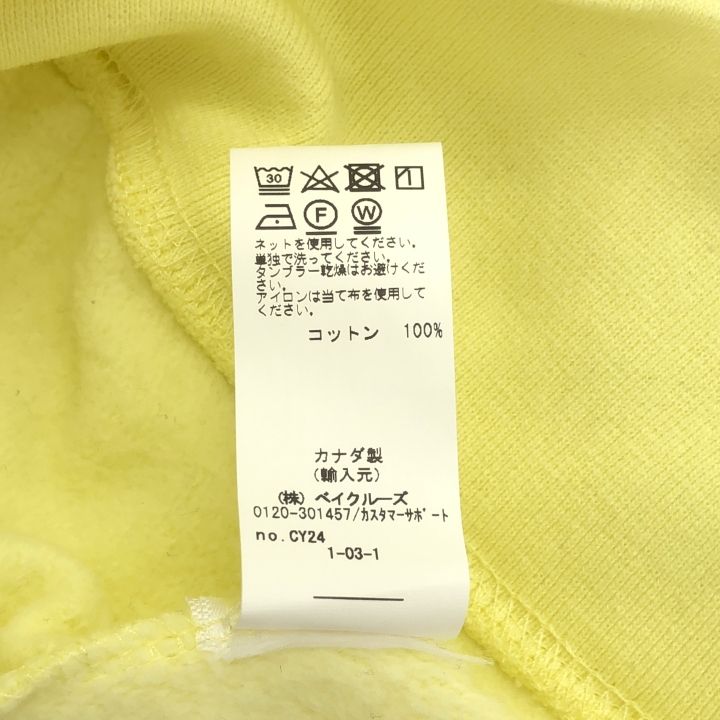 30
F W
ネットを使用してください。
単独で洗ってください。
タンブラー乾燥はお避けくだ
さい。
アイロンは当て布を使用して
ください。
コットン 100%
カナダ製
(輸入元)
(株) ベイクルーズ
0120-301457/カスタマーサポート
no.CY24
1-03-1